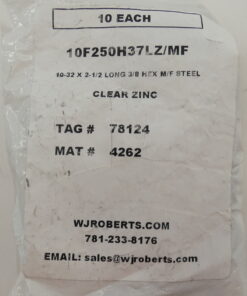 10 EACH
10F250H37LZ/MF
10-32 X 2-1/2 LONG 3/8 HEX M/F STEEL
CLEAR ZINC
TAG # 78124
MAT # 4262
WJROBERTS.COM
781-233-8176
EMAIL: sales@wjroberts.com